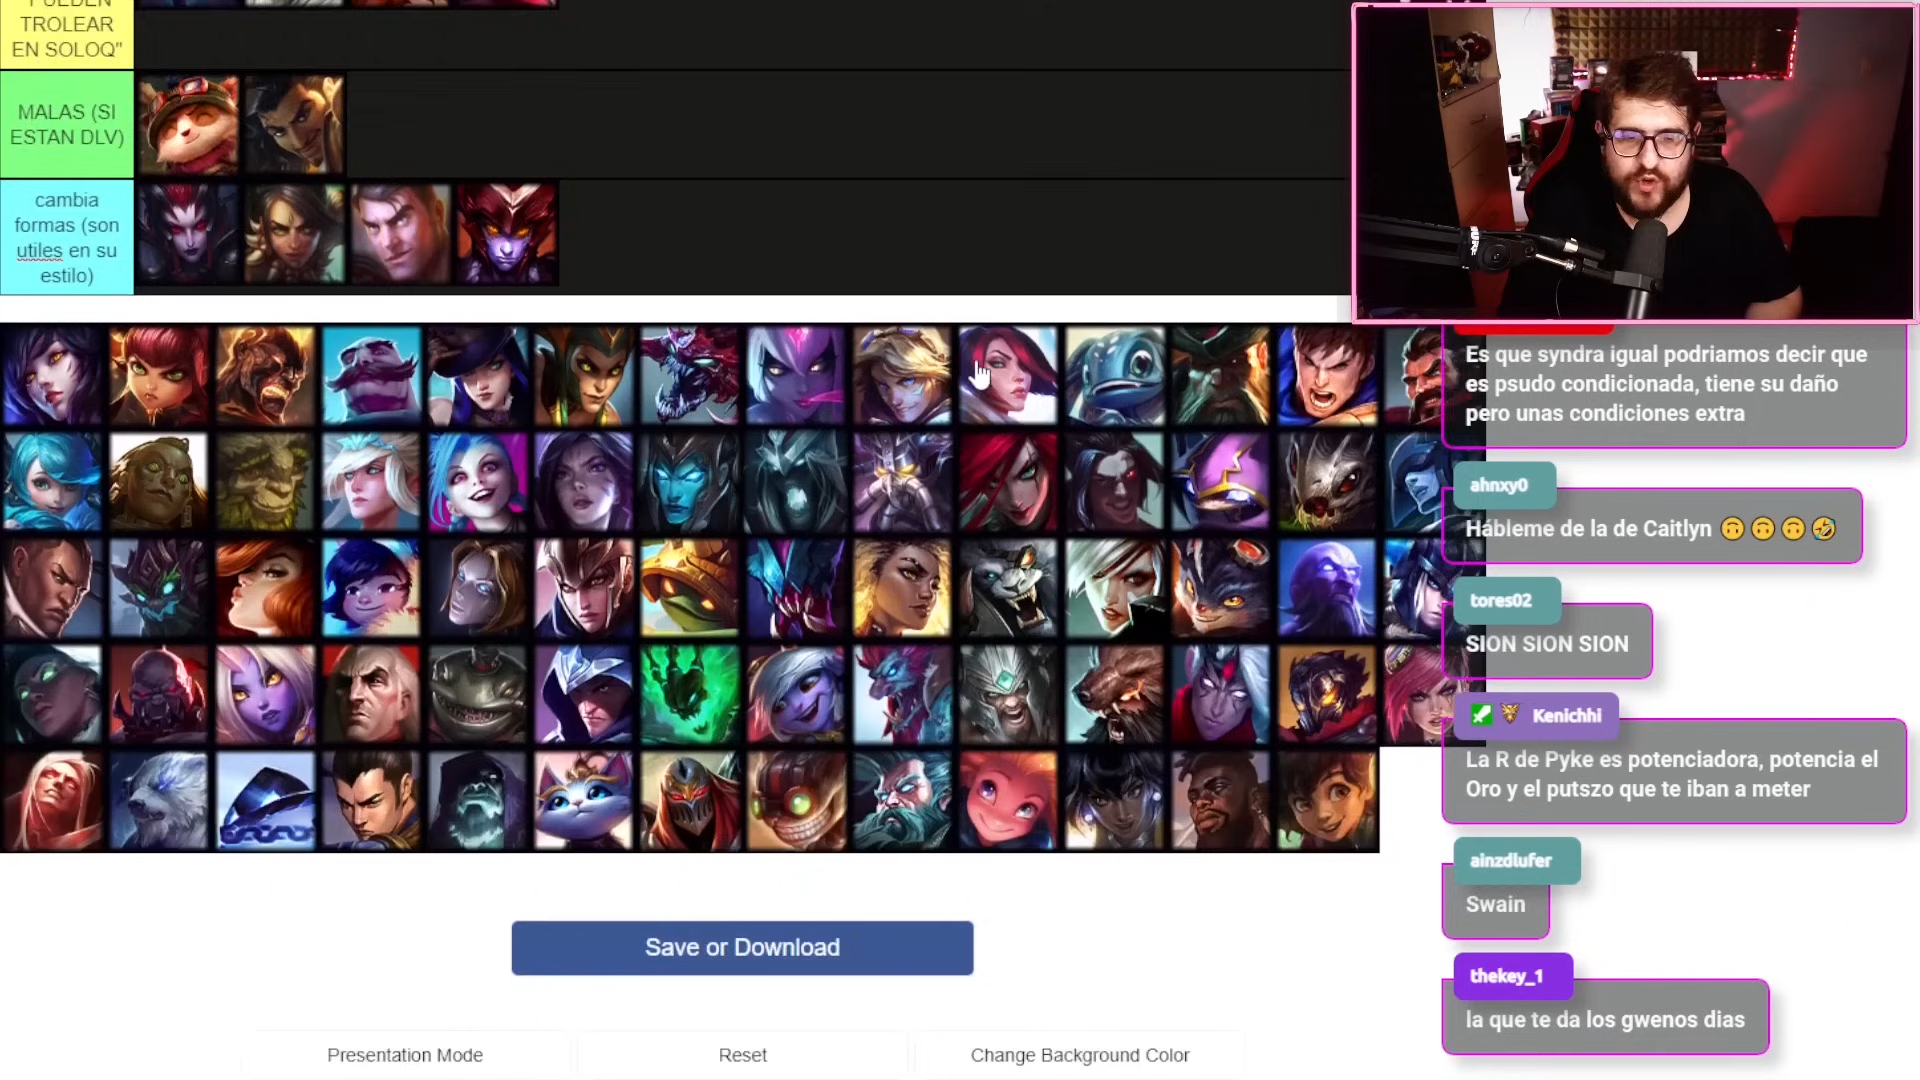 "PUEDEN
TROLEAR
EN SOLOQ"
MALAS (SI
ESTAN DLV)
cambia
formas (son
utiles en su
estilo)
Es que syndra igual podriamos decir que
es psudo condicionada, tiene su daño
pero unas condiciones extra
ahnxy0
Hábleme de la de Caitlyn 🙃 🙃 🙃 🤣
tores02
SION SION SION
Kenichhi
La R de Pyke es potenciadora, potencia el
Oro y el putszo que te iban a meter
ainzdlufer
Swain
thekey_1
la que te da los gwenos dias
Save or Download
Presentation Mode
Reset
Change Background Color